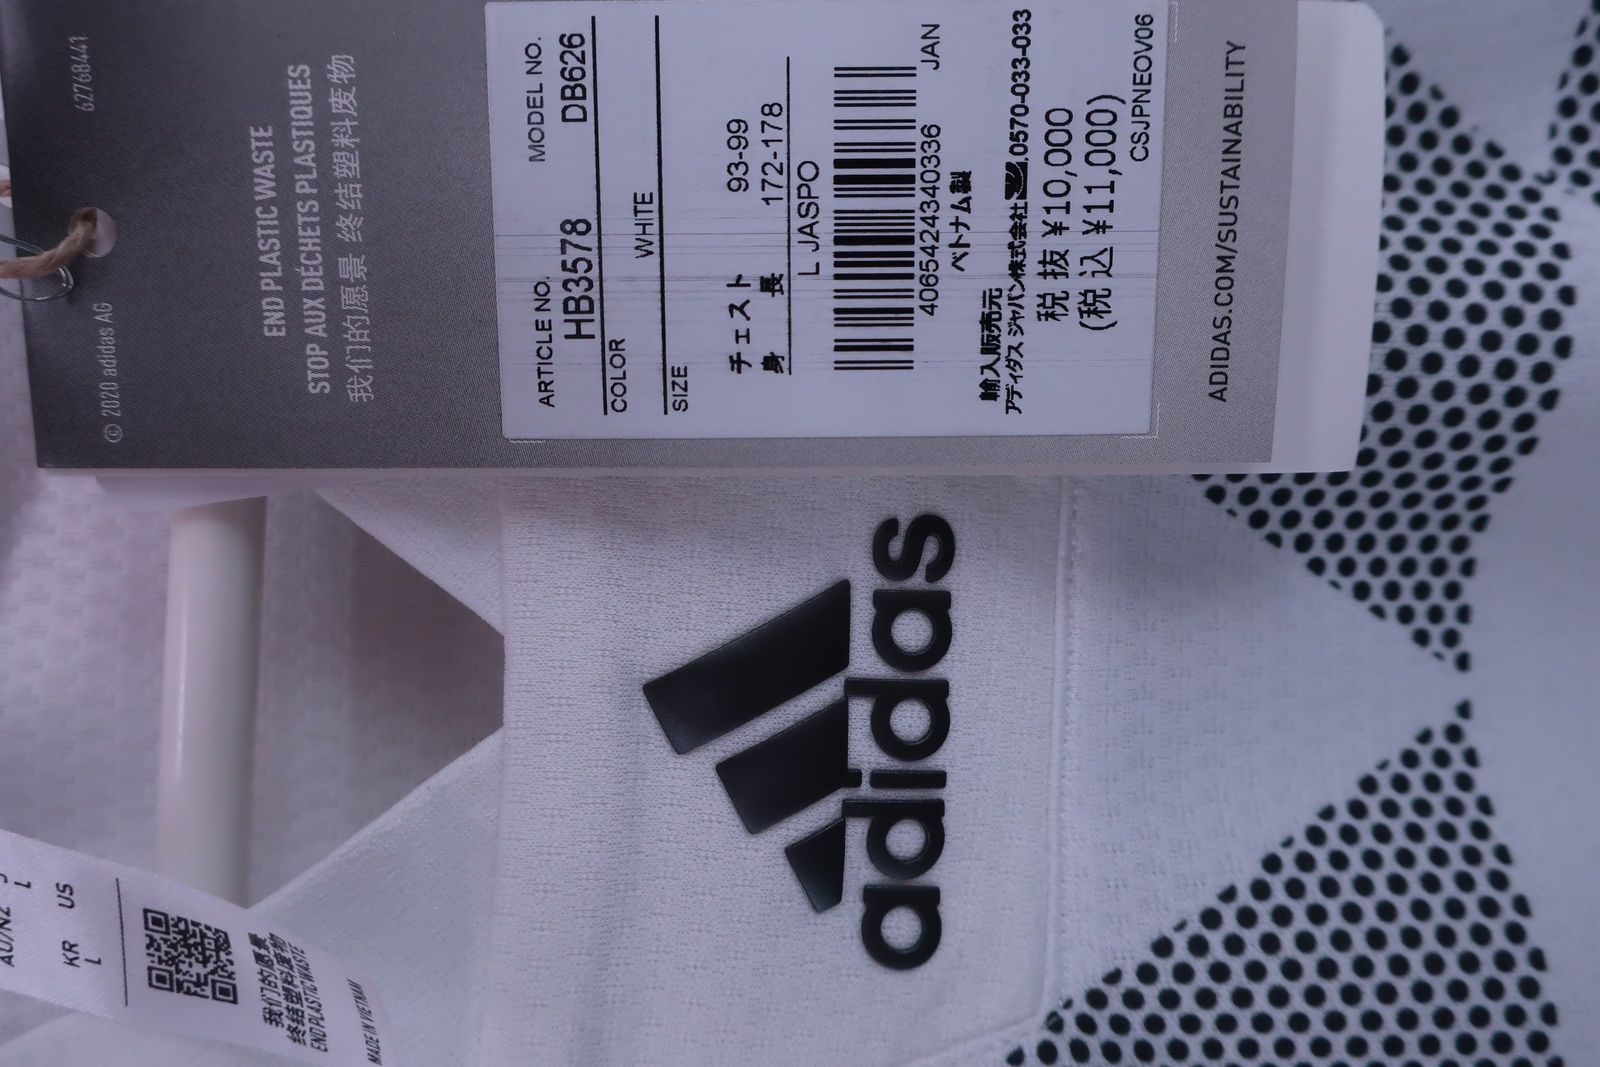 62768441
© 2020 adidas AG
END PLASTIC WASTE
STOP AUX DÉCHETS PLASTIQUES
我们的愿景 终结塑料废物
ARTICLE NO. MODEL NO.
HB3578 DB626
COLOR
WHITE
SIZE
チェスト 93-99
身長 172-178
L JASPO
4065424340336 JAN
ベトナム製
輸入販売元
アディダス ジャパン株式会社 0570-033-033
税抜 ¥10,000
(税込 ¥11,000)
CSJPNEOV06
ADIDAS.COM/SUSTAINABILITY
adidas
AU/NZ J
L
KR US
L
我们的愿景
终结塑料废物
END PLASTIC WASTE
MADE IN VIETNAM